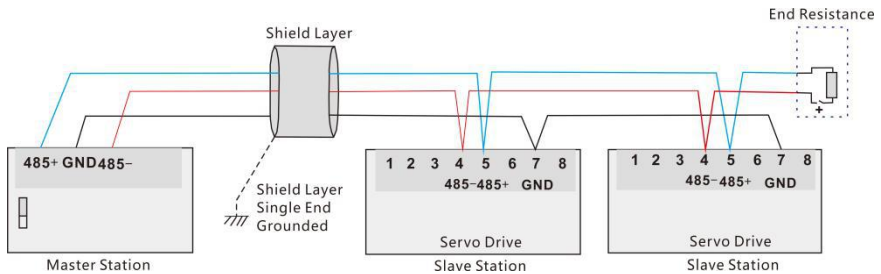 End Resistance
Shield Layer
+
485+ GND 485-
1 2 3 4 5 6 7 8
485- 485+ GND
1 2 3 4 5 6 7 8
485- 485+ GND
Shield Layer
Single End
Grounded
Servo Drive
Servo Drive
Master Station
Slave Station
Slave Station